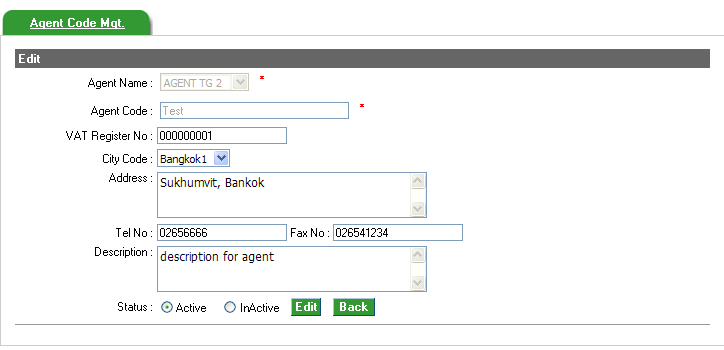 Agent Code Mgt.
Edit
Agent Name : AGENT TG 2 *
Agent Code : Test *
VAT Register No : 000000001
City Code : Bangkok1
Address : Sukhumvit, Bankok
Tel No : 02656666 Fax No : 026541234
Description : description for agent
Status : Active InActive Edit Back